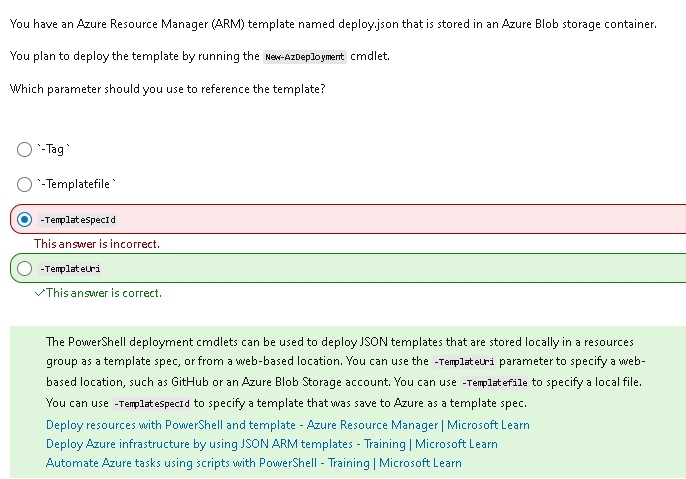 You have an Azure Resource Manager (ARM) template named deploy.json that is stored in an Azure Blob storage container.
You plan to deploy the template by running the New-AzDeployment cmdlet.
Which parameter should you use to reference the template?
`-Tag`
`-Templatefile`
-TemplateSpecId
This answer is incorrect.
-TemplateUri
This answer is correct.
The PowerShell deployment cmdlets can be used to deploy JSON templates that are stored locally in a resources
group as a template spec, or from a web-based location. You can use the -TemplateUri parameter to specify a web-
based location, such as GitHub or an Azure Blob Storage account. You can use -Templatefile to specify a local file.
You can use -TemplateSpecId to specify a template that was save to Azure as a template spec.
Deploy resources with PowerShell and template - Azure Resource Manager | Microsoft Learn
Deploy Azure infrastructure by using JSON ARM templates - Training | Microsoft Learn
Automate Azure tasks using scripts with PowerShell - Training | Microsoft Learn